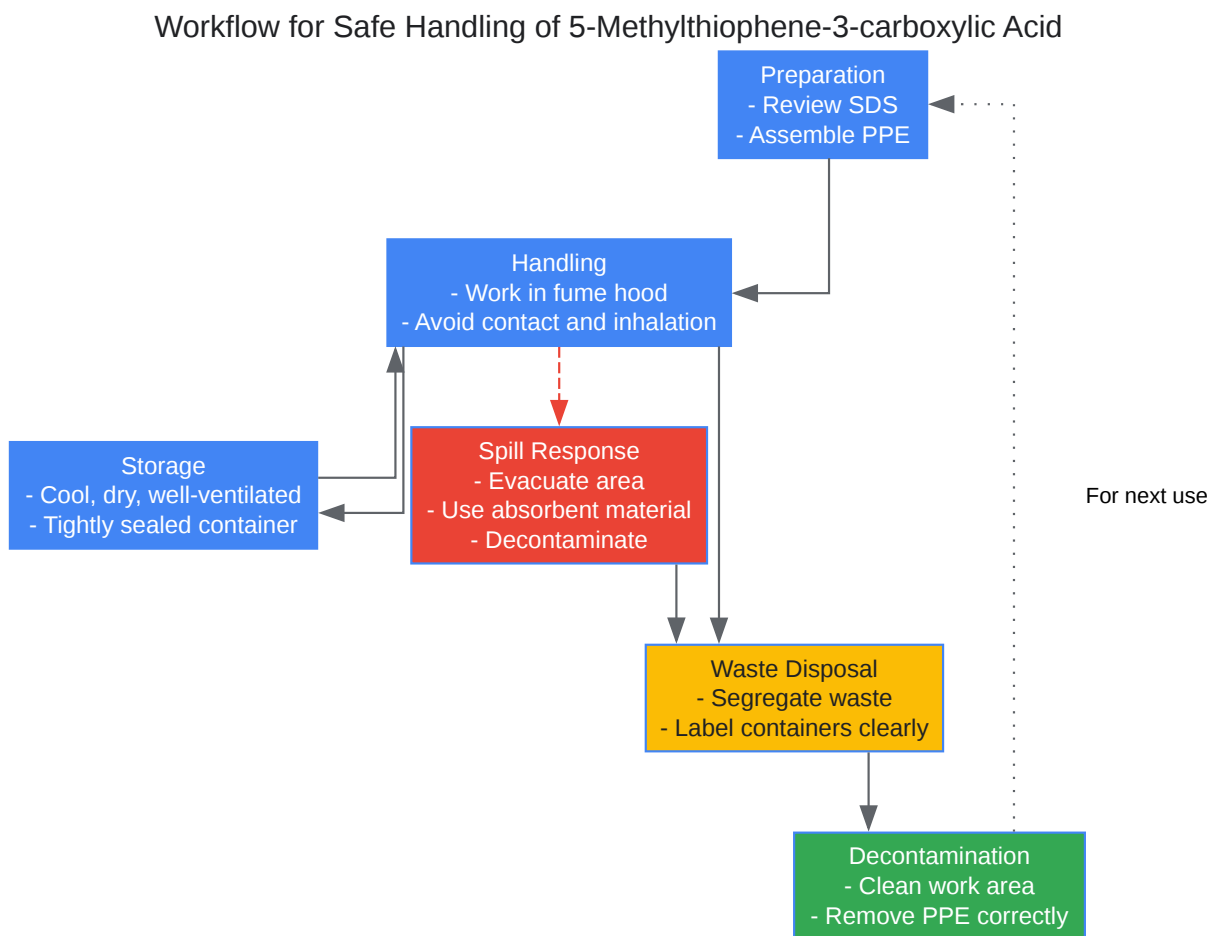 Workflow for Safe Handling of 5-Methylthiophene-3-carboxylic Acid
Preparation
- Review SDS
- Assemble PPE
Handling
- Work in fume hood
- Avoid contact and inhalation
Storage
- Cool, dry, well-ventilated
- Tightly sealed container
Spill Response
- Evacuate area
- Use absorbent material
- Decontaminate
For next use
Waste Disposal
- Segregate waste
- Label containers clearly
Decontamination
- Clean work area
- Remove PPE correctly